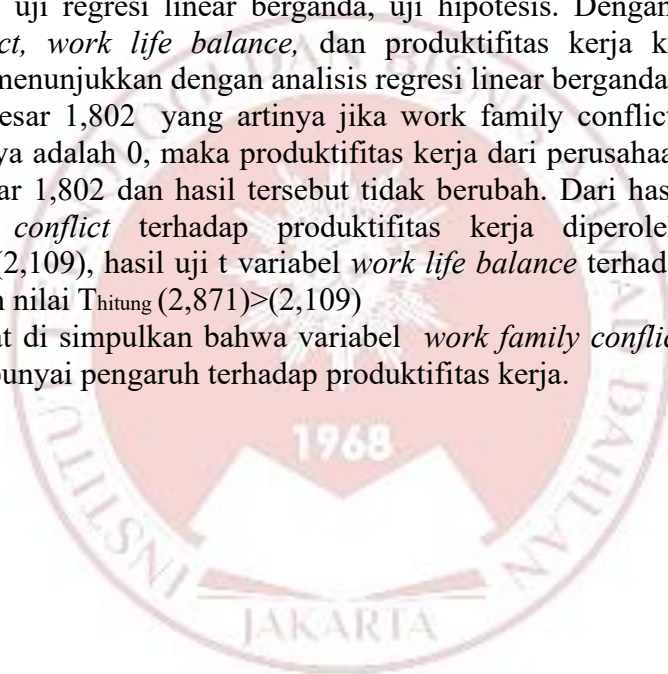 uji regresi linear berganda, uji hipotesis. Dengan
ct, work life balance, dan produktifitas kerja k
menunjukkan dengan analisis regresi linear berganda
esar 1,802 yang artinya jika work family conflict
ya adalah 0, maka produktifitas kerja dari perusahaa
ar 1,802 dan hasil tersebut tidak berubah. Dari has
conflict terhadap produktifitas kerja diperole
(2,109), hasil uji t variabel work life balance terhad
n nilai Thitung (2,871)>(2,109)
at di simpulkan bahwa variabel work family conflic
punyai pengaruh terhadap produktifitas kerja.
1968
INSTITU
DAHLAN
JAKARTA